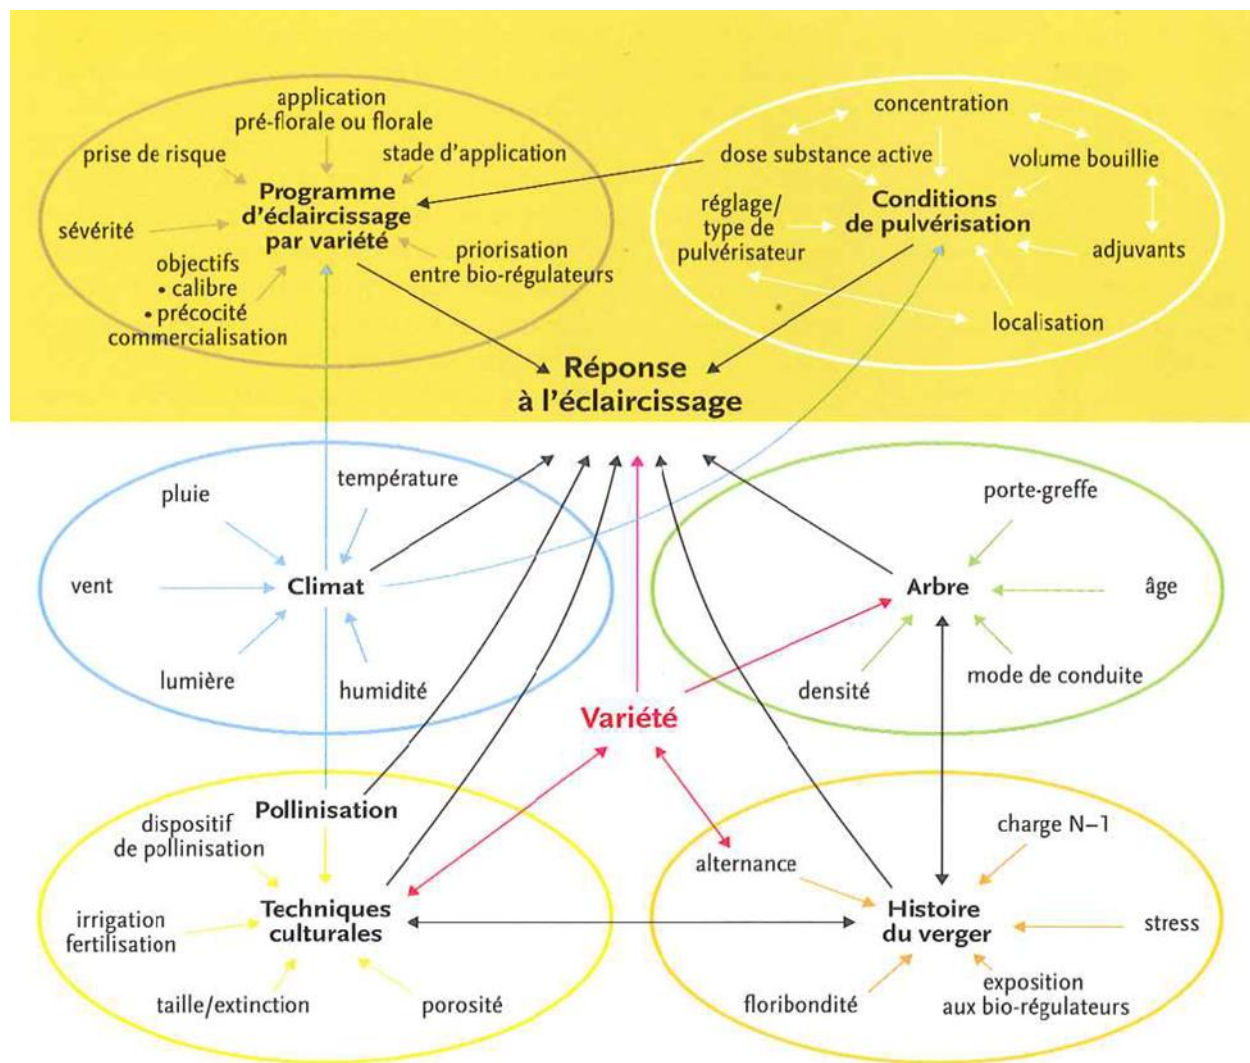 application
pré-florale ou florale
prise de risque
stade d'application
Programme
d'éclaircissage
par variété
sévérité
priorisation
entre bio-régulateurs
objectifs
• calibre
• précocité
commercialisation
concentration
dose substance active
volume bouillie
Conditions
de pulvérisation
réglage/
type de
pulvérisateur
adjuvants
localisation
Réponse
à l'éclaircissage
pluie
température
vent
Climat
lumière
humidité
porte-greffe
Arbre
âge
densité
mode de conduite
Variété
Pollinisation
dispositif
de pollinisation
irrigation
fertilisation
Techniques
culturales
taille/extinction
porosité
charge N–1
alternance
Histoire
du verger
stress
floribondité
exposition
aux bio-régulateurs